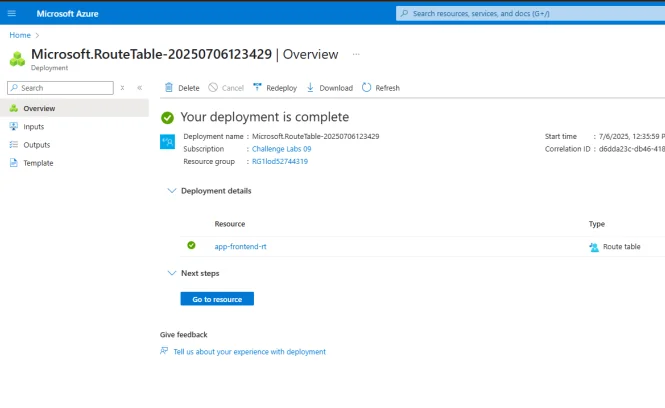 Microsoft Azure
Search resources, services, and docs (G+/)
Home >
Microsoft.RouteTable-20250706123429 | Overview ...
Deployment
Search
Delete Cancel Redeploy Download Refresh
Overview
Inputs
Outputs
Template
Your deployment is complete
Deployment name : Microsoft.RouteTable-20250706123429
Subscription : Challenge Labs 09
Resource group : RG1lod52744319
Start time : 7/6/2025, 12:35:59 P
Correlation ID : d6dda23c-db46-418
Deployment details
Resource Type
app-frontend-rt Route table
Next steps
Go to resource
Give feedback
Tell us about your experience with deployment